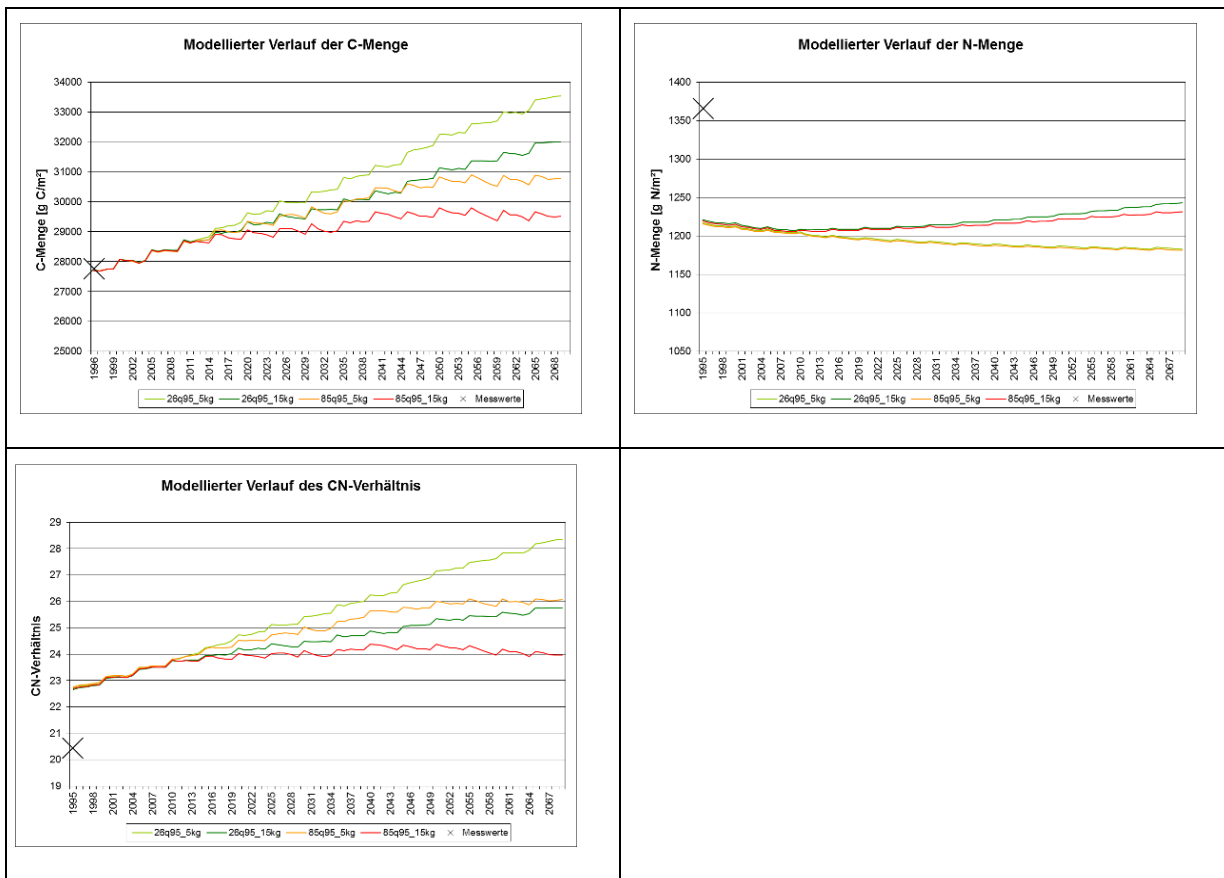 Modellierter Verlauf der C-Menge
C-Menge [g C/m²]
34000
33000
32000
31000
30000
29000
28000
27000
26000
25000
1996 1999 2002 2005 2008 2011 2014 2017 2020 2023 2026 2029 2032 2035 2038 2041 2044 2047 2050 2053 2056 2059 2062 2065 2068
26q95_5kg 26q95_15kg 85q95_5kg 85q95_15kg × Messwerte
Modellierter Verlauf der N-Menge
N-Menge [g N/m²]
1400
1350
1300
1250
1200
1150
1100
1050
1995 1998 2001 2004 2007 2010 2013 2016 2019 2022 2025 2028 2031 2034 2037 2040 2043 2046 2049 2052 2055 2058 2061 2064 2067
26q95_5kg 26q95_15kg 85q95_5kg 85q95_15kg × Messwerte
Modellierter Verlauf des CN-Verhältnis
CN-Verhältnis
29
28
27
26
25
24
23
22
21
20
19
1995 1998 2001 2004 2007 2010 2013 2016 2019 2022 2025 2028 2031 2034 2037 2040 2043 2046 2049 2052 2055 2058 2061 2064 2067
26q95_5kg 26q95_15kg 85q95_5kg 85q95_15kg × Messwerte